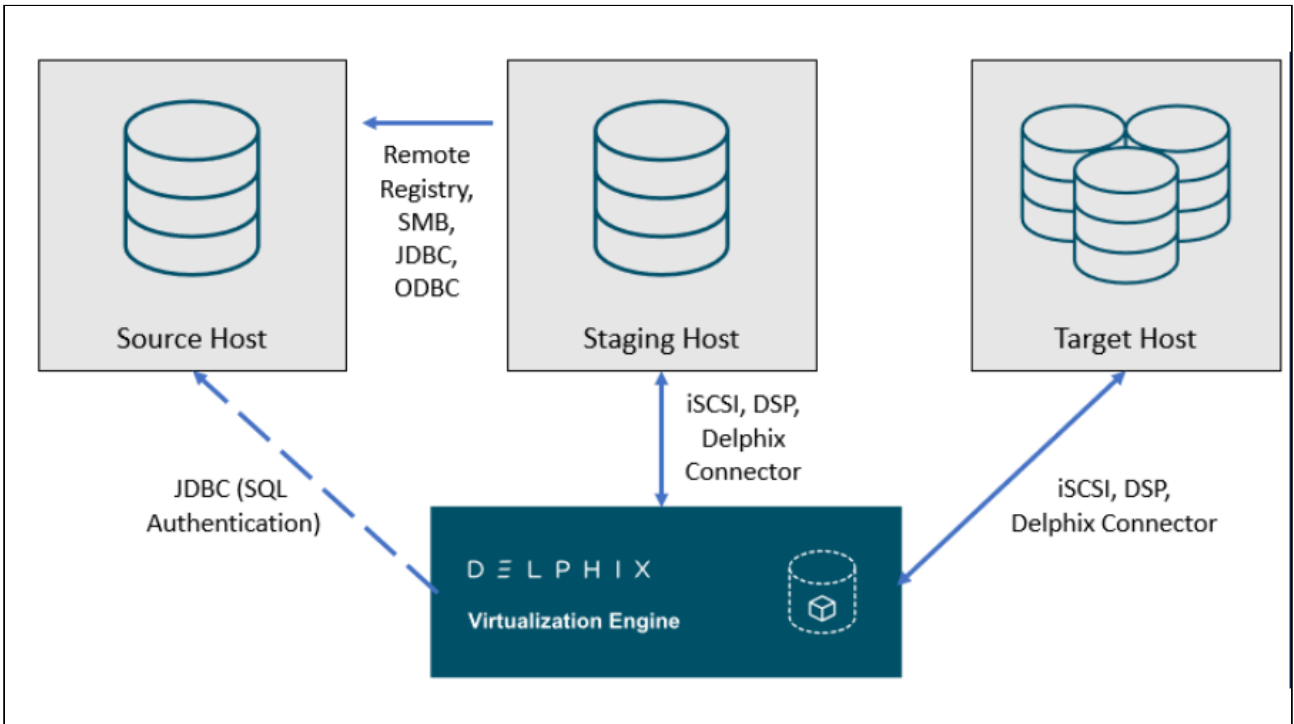 Remote
Registry,
SMB,
JDBC,
ODBC
Source Host
Staging Host
Target Host
iSCSI, DSP,
Delphix
Connector
JDBC (SQL
Authentication)
iSCSI, DSP,
Delphix Connector
DELPHIX
Virtualization Engine